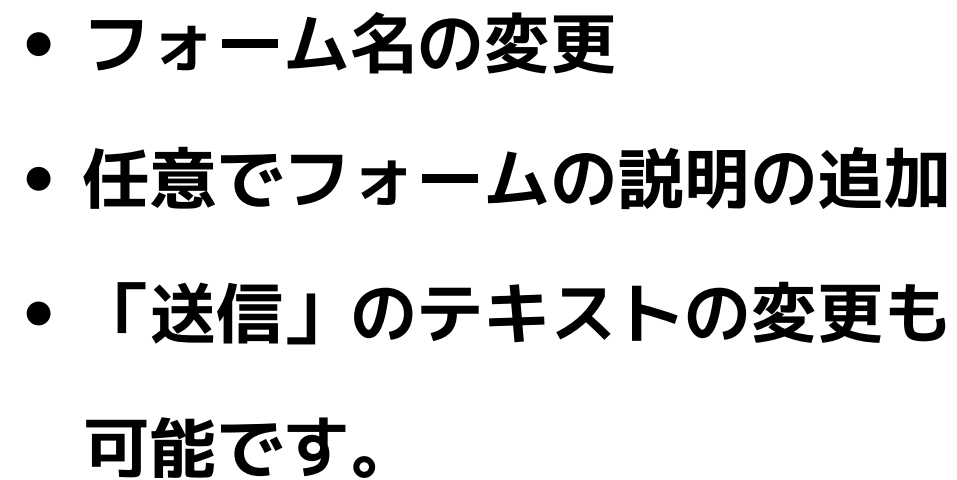 • フォーム名の変更
• 任意でフォームの説明の追加
• 「送信」のテキストの変更も
可能です。